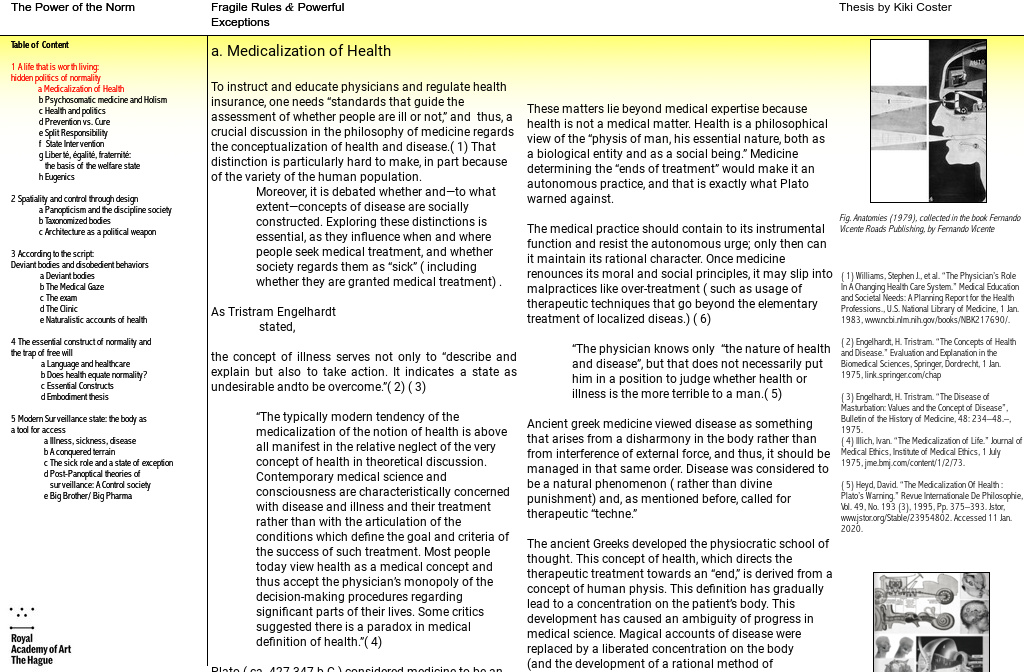 The Power of the Norm
Fragile Rules & Powerful
Exceptions
Thesis by Kiki Coster
Table of Content
1 A life that is worth living:
hidden politics of normality
a Medicalization of Health
b Psychosomatic medicine and Holism
c Health and politics
d Prevention vs. Cure
e Split Responsibility
f State Intervention
g Liberté, égalité, fraternité:
the basis of the welfare state
h Eugenics
2 Spatiality and control through design
a Panopticism and the discipline society
b Taxonomized bodies
c Architecture as a political weapon
3 According to the script:
Deviant bodies and disobedient behaviors
a Deviant bodies
b The Medical Gaze
c The exam
d The Clinic
e Naturalistic accounts of health
4 The essential construct of normality and
the trap of free will
a Language and healthcare
b Does health equate normality?
c Essential Constructs
d Embodiment thesis
5 Modern Surveillance state: the body as
a tool for access
a Illness, sickness, disease
b A conquered terrain
c The sick role and a state of exception
d Post-Panoptical theories of
surveillance: A Control society
e Big Brother/ Big Pharma
Royal
Academy of Art
The Hague
a. Medicalization of Health
To instruct and educate physicians and regulate health
insurance, one needs “standards that guide the
assessment of whether people are ill or not,” and thus, a
crucial discussion in the philosophy of medicine regards
the conceptualization of health and disease.( 1) That
distinction is particularly hard to make, in part because
of the variety of the human population.
Moreover, it is debated whether and—to what
extent—concepts of disease are socially
constructed. Exploring these distinctions is
essential, as they influence when and where
people seek medical treatment, and whether
society regards them as “sick” ( including
whether they are granted medical treatment) .
As Tristram Engelhardt
stated,
the concept of illness serves not only to “describe and
explain but also to take action. It indicates a state as
undesirable andto be overcome.”( 2) ( 3)
“The typically modern tendency of the
medicalization of the notion of health is above
all manifest in the relative neglect of the very
concept of health in theoretical discussion.
Contemporary medical science and
consciousness are characteristically concerned
with disease and illness and their treatment
rather than with the articulation of the
conditions which define the goal and criteria of
the success of such treatment. Most people
today view health as a medical concept and
thus accept the physician’s monopoly of the
decision-making procedures regarding
significant parts of their lives. Some critics
suggested there is a paradox in medical
definition of health.”( 4)
Plato ( ca. 427-347 b.C.) considered medicine to be an
These matters lie beyond medical expertise because
health is not a medical matter. Health is a philosophical
view of the “physis of man, his essential nature, both as
a biological entity and as a social being.” Medicine
determining the “ends of treatment” would make it an
autonomous practice, and that is exactly what Plato
warned against.
The medical practice should contain to its instrumental
function and resist the autonomous urge; only then can
it maintain its rational character. Once medicine
renounces its moral and social principles, it may slip into
malpractices like over-treatment ( such as usage of
therapeutic techniques that go beyond the elementary
treatment of localized diseas.) ( 6)
“The physician knows only “the nature of health
and disease”, but that does not necessarily put
him in a position to judge whether health or
illness is the more terrible to a man.( 5)
Ancient greek medicine viewed disease as something
that arises from a disharmony in the body rather than
from interference of external force, and thus, it should be
managed in that same order. Disease was considered to
be a natural phenomenon ( rather than divine
punishment) and, as mentioned before, called for
therapeutic “techne.”
The ancient Greeks developed the physiocratic school of
thought. This concept of health, which directs the
therapeutic treatment towards an “end,” is derived from a
concept of human physis. This definition has gradually
lead to a concentration on the patient’s body. This
development has caused an ambiguity of progress in
medical science. Magical accounts of disease were
replaced by a liberated concentration on the body
(and the development of a rational method of
AUTO
Fig. Anatomies (1979), collected in the book Fernando
Vicente Roads Publishing, by Fernando Vicente
( 1) Williams, Stephen J., et al. “The Physician’s Role
In A Changing Health Care System.” Medical Education
and Societal Needs: A Planning Report for the Health
Professions., U.S. National Library of Medicine, 1 Jan.
1983, www.ncbi.nlm.nih.gov/books/NBK217690/.
( 2) Engelhardt, H. Tristram. “The Concepts of Health
and Disease.” Evaluation and Explanation in the
Biomedical Sciences, Springer, Dordrecht, 1 Jan.
1975, link.springer.com/chap
( 3) Engelhardt, H. Tristram. “The Disease of
Masturbation: Values and the Concept of Disease”,
Bulletin of the History of Medicine, 48: 234–48.–,
1975.
( 4) Illich, Ivan. “The Medicalization of Life.” Journal of
Medical Ethics, Institute of Medical Ethics, 1 July
1975, jme.bmj.com/content/1/2/73.
( 5) Heyd, David. “The Medicalization Of Health :
Plato’s Warning.” Revue Internationale De Philosophie,
Vol. 49, No. 193 (3), 1995, Pp. 375–393. Jstor,
www.jstor.org/Stable/23954802. Accessed 11 Jan.
2020.